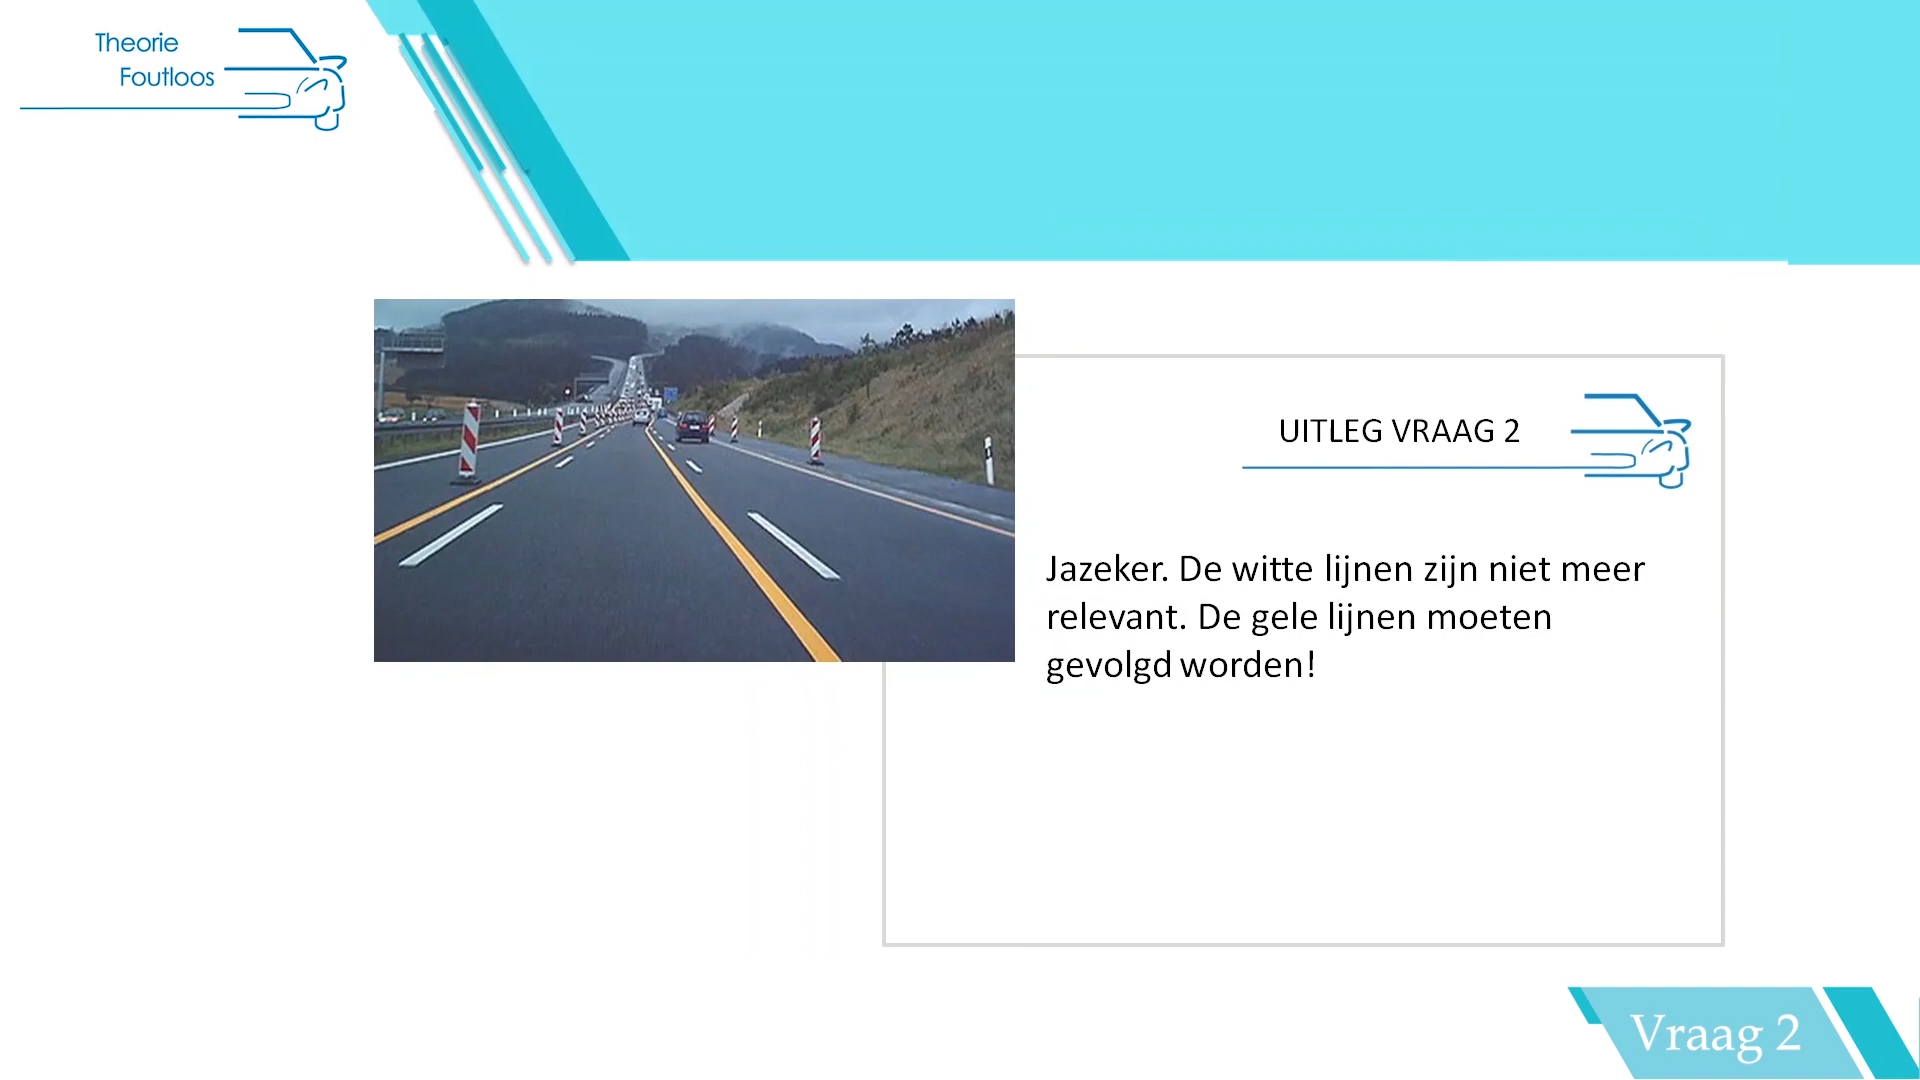 Theorie
Foutloos
UITLEG VRAAG 2
Jazeker. De witte lijnen zijn niet meer
relevant. De gele lijnen moeten
gevolgd worden!
Vraag 2